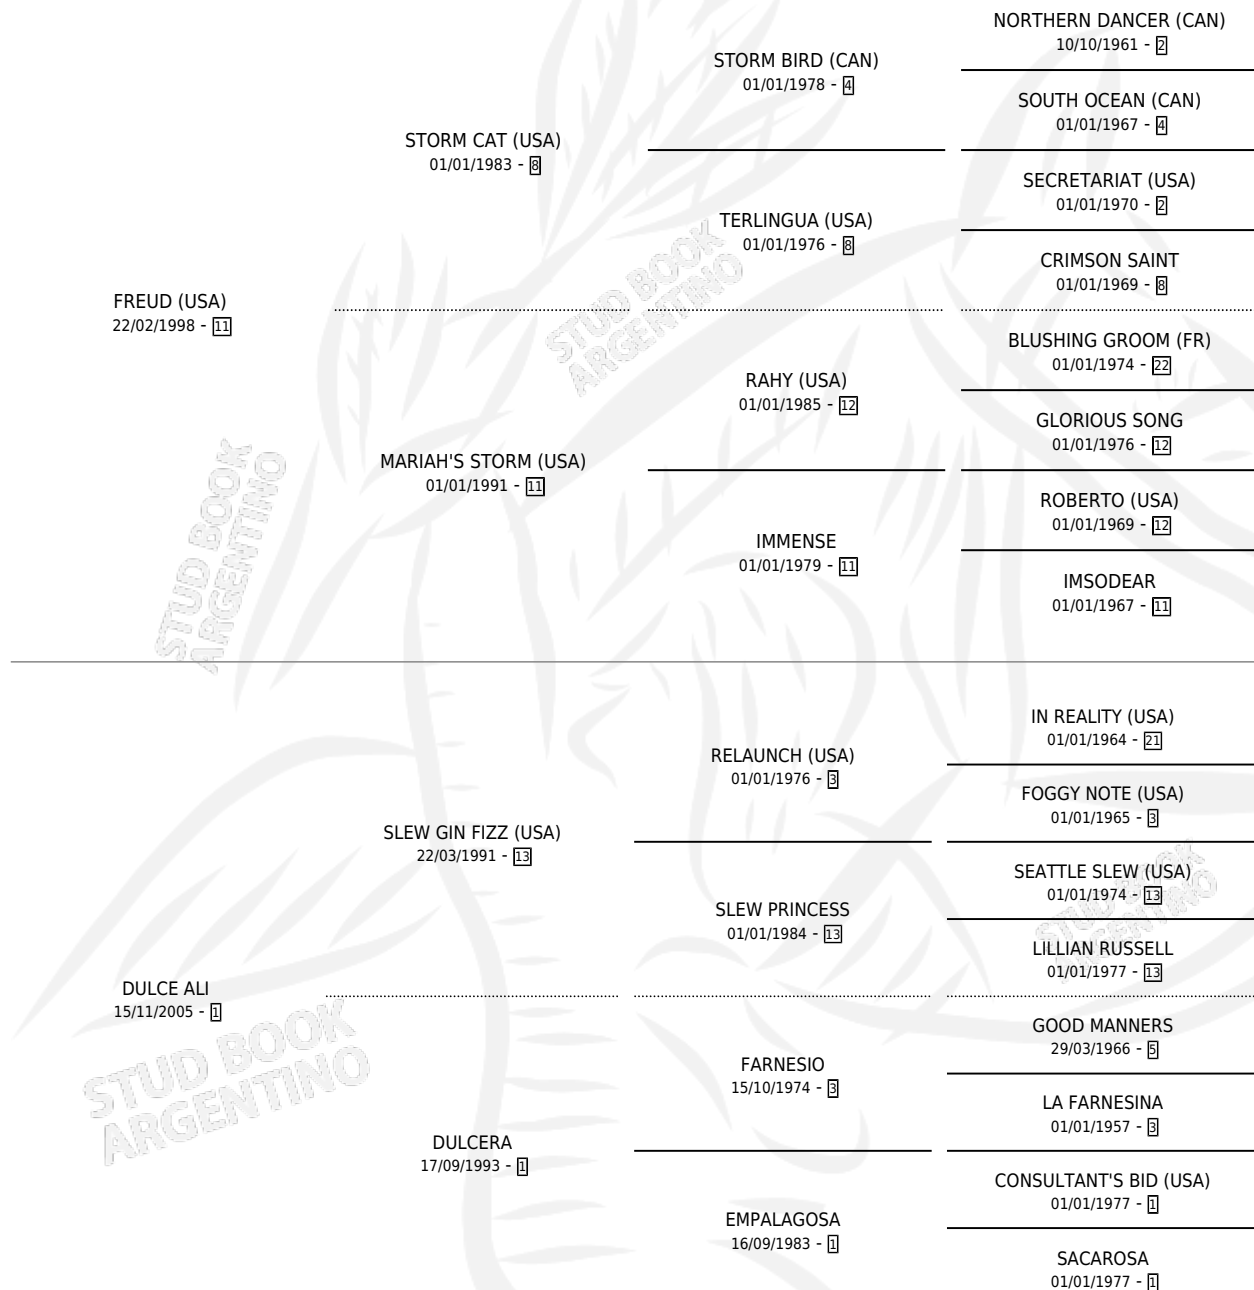 NORTHERN DANCER (CAN)
10/10/1961 - 2
STORM BIRD (CAN)
01/01/1978 - 4
SOUTH OCEAN (CAN)
01/01/1967 - 4
STORM CAT (USA)
01/01/1983 - 8
SECRETARIAT (USA)
01/01/1970 - 2
TERLINGUA (USA)
01/01/1976 - 8
CRIMSON SAINT
01/01/1969 - 8
FREUD (USA)
22/02/1998 - 11
BLUSHING GROOM (FR)
01/01/1974 - 22
RAHY (USA)
01/01/1985 - 12
GLORIOUS SONG
01/01/1976 - 12
MARIAH'S STORM (USA)
01/01/1991 - 11
ROBERTO (USA)
01/01/1969 - 12
IMMENSE
01/01/1979 - 11
IMSODEAR
01/01/1967 - 11
IN REALITY (USA)
01/01/1964 - 21
RELAUNCH (USA)
01/01/1976 - 3
FOGGY NOTE (USA)
01/01/1965 - 3
SLEW GIN FIZZ (USA)
22/03/1991 - 13
SEATTLE SLEW (USA)
01/01/1974 - 13
SLEW PRINCESS
01/01/1984 - 13
LILLIAN RUSSELL
01/01/1977 - 13
DULCE ALI
15/11/2005 - 1
GOOD MANNERS
29/03/1966 - 5
FARNESIO
15/10/1974 - 3
LA FARNESINA
01/01/1957 - 3
DULCERA
17/09/1993 - 1
CONSULTANT'S BID (USA)
01/01/1977 - 1
EMPALAGOSA
16/09/1983 - 1
SACAROSA
01/01/1977 - 1
STUD BOOK
ARGENTINO
STUD BOOK
ARGENTINO
STUD BOOK
ARGENTINO
STUD BOOK
ARGENTINO